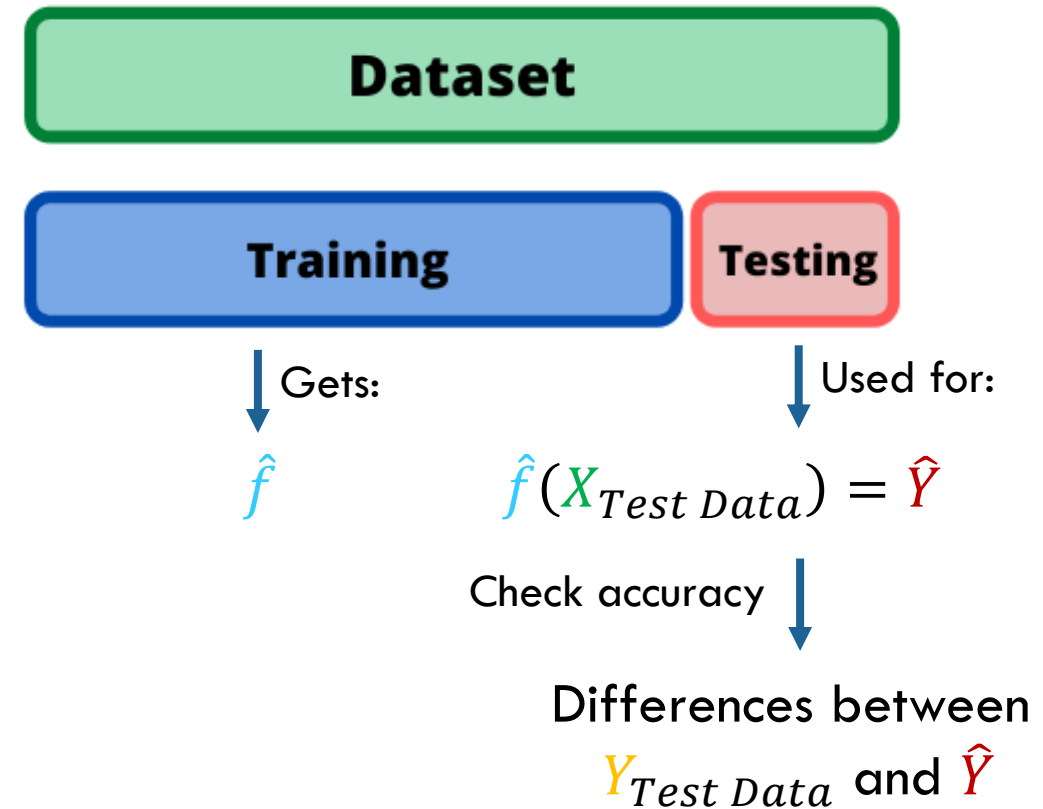 Dataset
Training
Testing
Gets:
Used for:
f̂
f̂(X_Test Data) = Ŷ
Check accuracy
Differences between
Y_Test Data and Ŷ